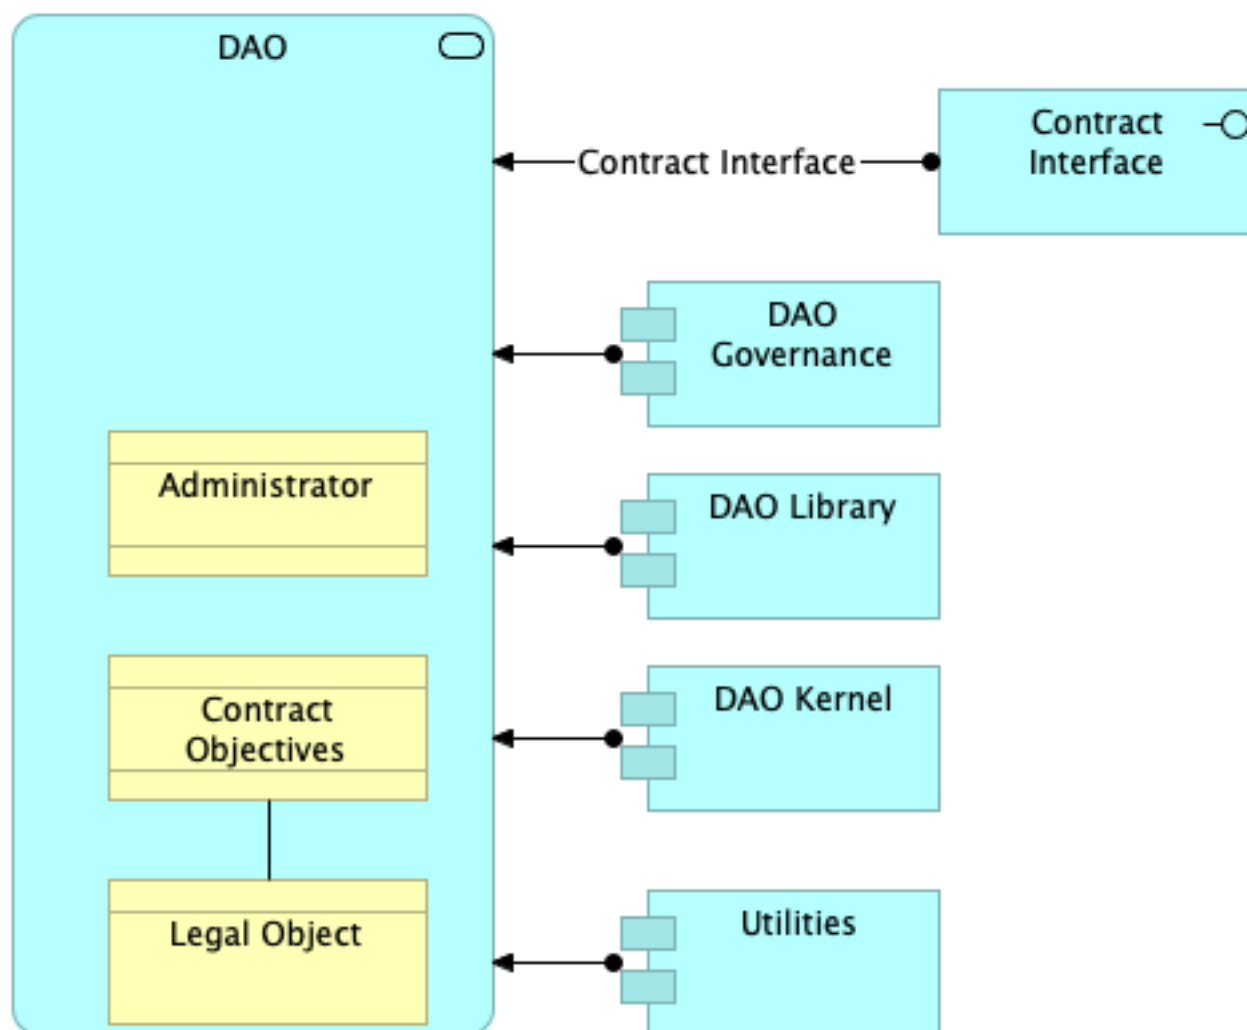 DAO
Contract
Interface
Contract Interface
DAO
Governance
Administrator
DAO Library
Contract
Objectives
DAO Kernel
Legal Object
Utilities